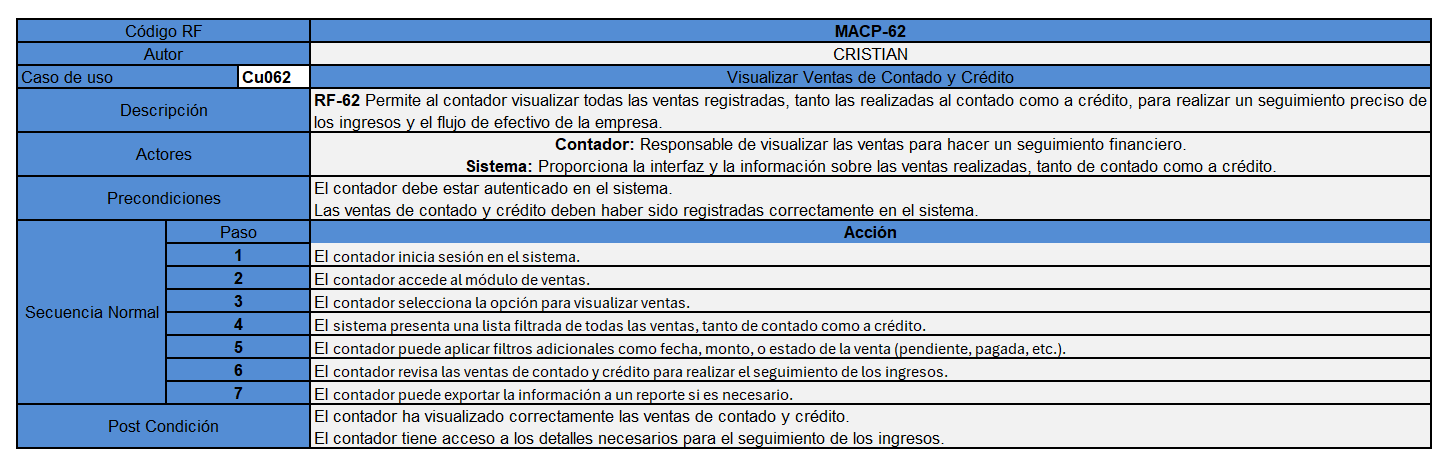 Código RF MACP-62
Autor CRISTIAN
Caso de uso Cu062 Visualizar Ventas de Contado y Crédito
Descripción
RF-62 Permite al contador visualizar todas las ventas registradas, tanto las realizadas al contado como a crédito, para realizar un seguimiento preciso de
los ingresos y el flujo de efectivo de la empresa.
Actores
Contador: Responsable de visualizar las ventas para hacer un seguimiento financiero.
Sistema: Proporciona la interfaz y la información sobre las ventas realizadas, tanto de contado como a crédito.
Precondiciones
El contador debe estar autenticado en el sistema.
Las ventas de contado y crédito deben haber sido registradas correctamente en el sistema.
Secuencia Normal
Paso Acción
1 El contador inicia sesión en el sistema.
2 El contador accede al módulo de ventas.
3 El contador selecciona la opción para visualizar ventas.
4 El sistema presenta una lista filtrada de todas las ventas, tanto de contado como a crédito.
5 El contador puede aplicar filtros adicionales como fecha, monto, o estado de la venta (pendiente, pagada, etc.).
6 El contador revisa las ventas de contado y crédito para realizar el seguimiento de los ingresos.
7 El contador puede exportar la información a un reporte si es necesario.
Post Condición
El contador ha visualizado correctamente las ventas de contado y crédito.
El contador tiene acceso a los detalles necesarios para el seguimiento de los ingresos.